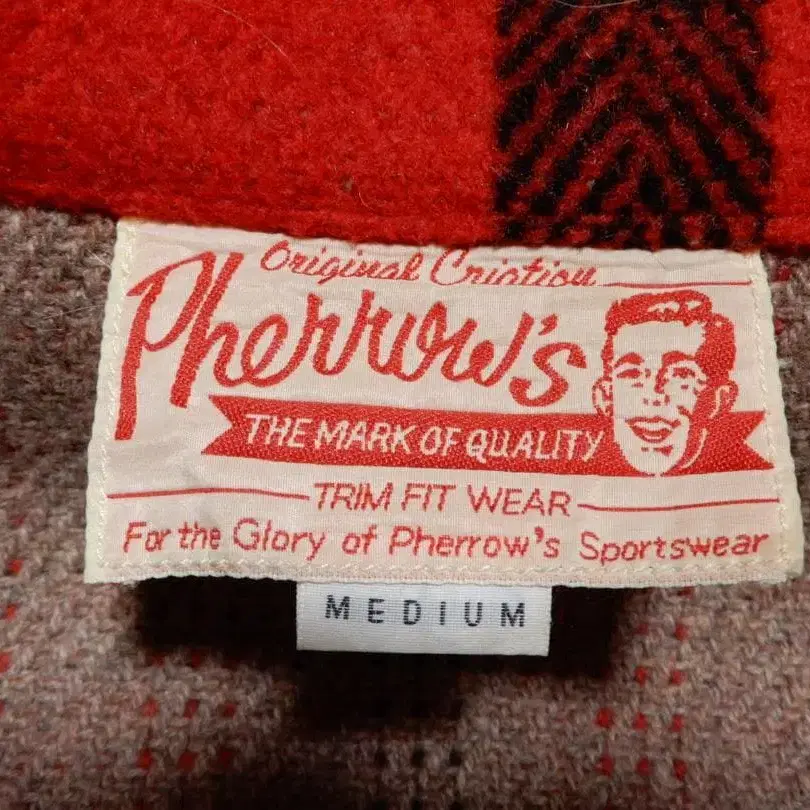 Original Criation
Pherrow's
THE MARK OF QUALITY
TRIM FIT WEAR
For the Glory of Pherrow's Sportswear
MEDIUM